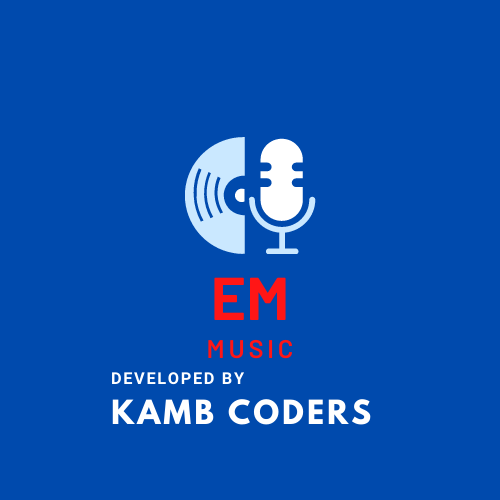 EM
MUSIC
DEVELOPED BY
KAMB CODERS